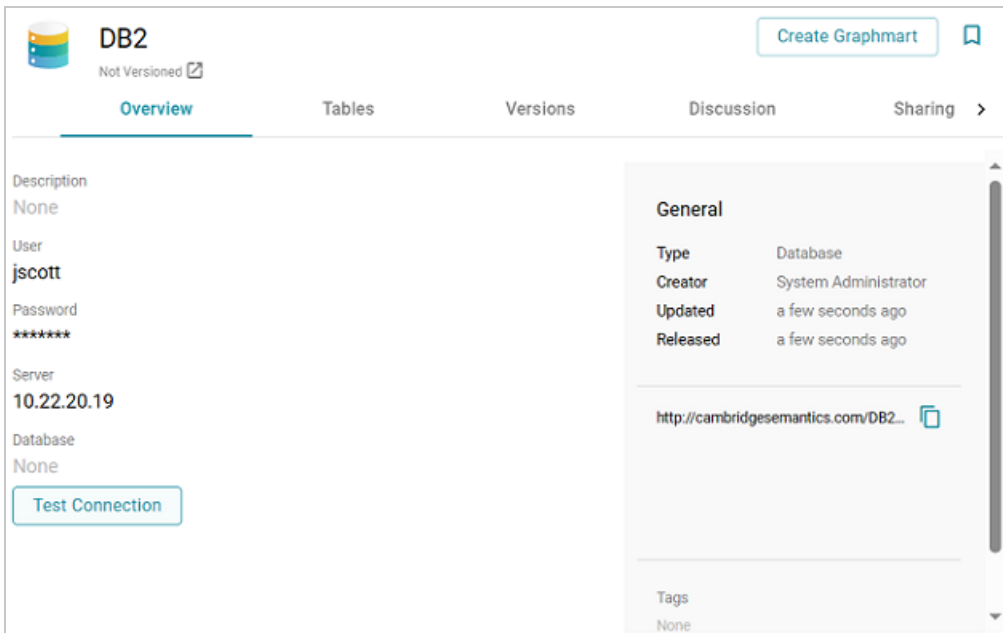 DB2
Create Graphmart
Not Versioned
Overview Tables Versions Discussion Sharing
Description
None
User
jscott
Password
*******
Server
10.22.20.19
Database
None
Test Connection
General
Type Database
Creator System Administrator
Updated a few seconds ago
Released a few seconds ago
http://cambridgesemantics.com/DB2...
Tags
None